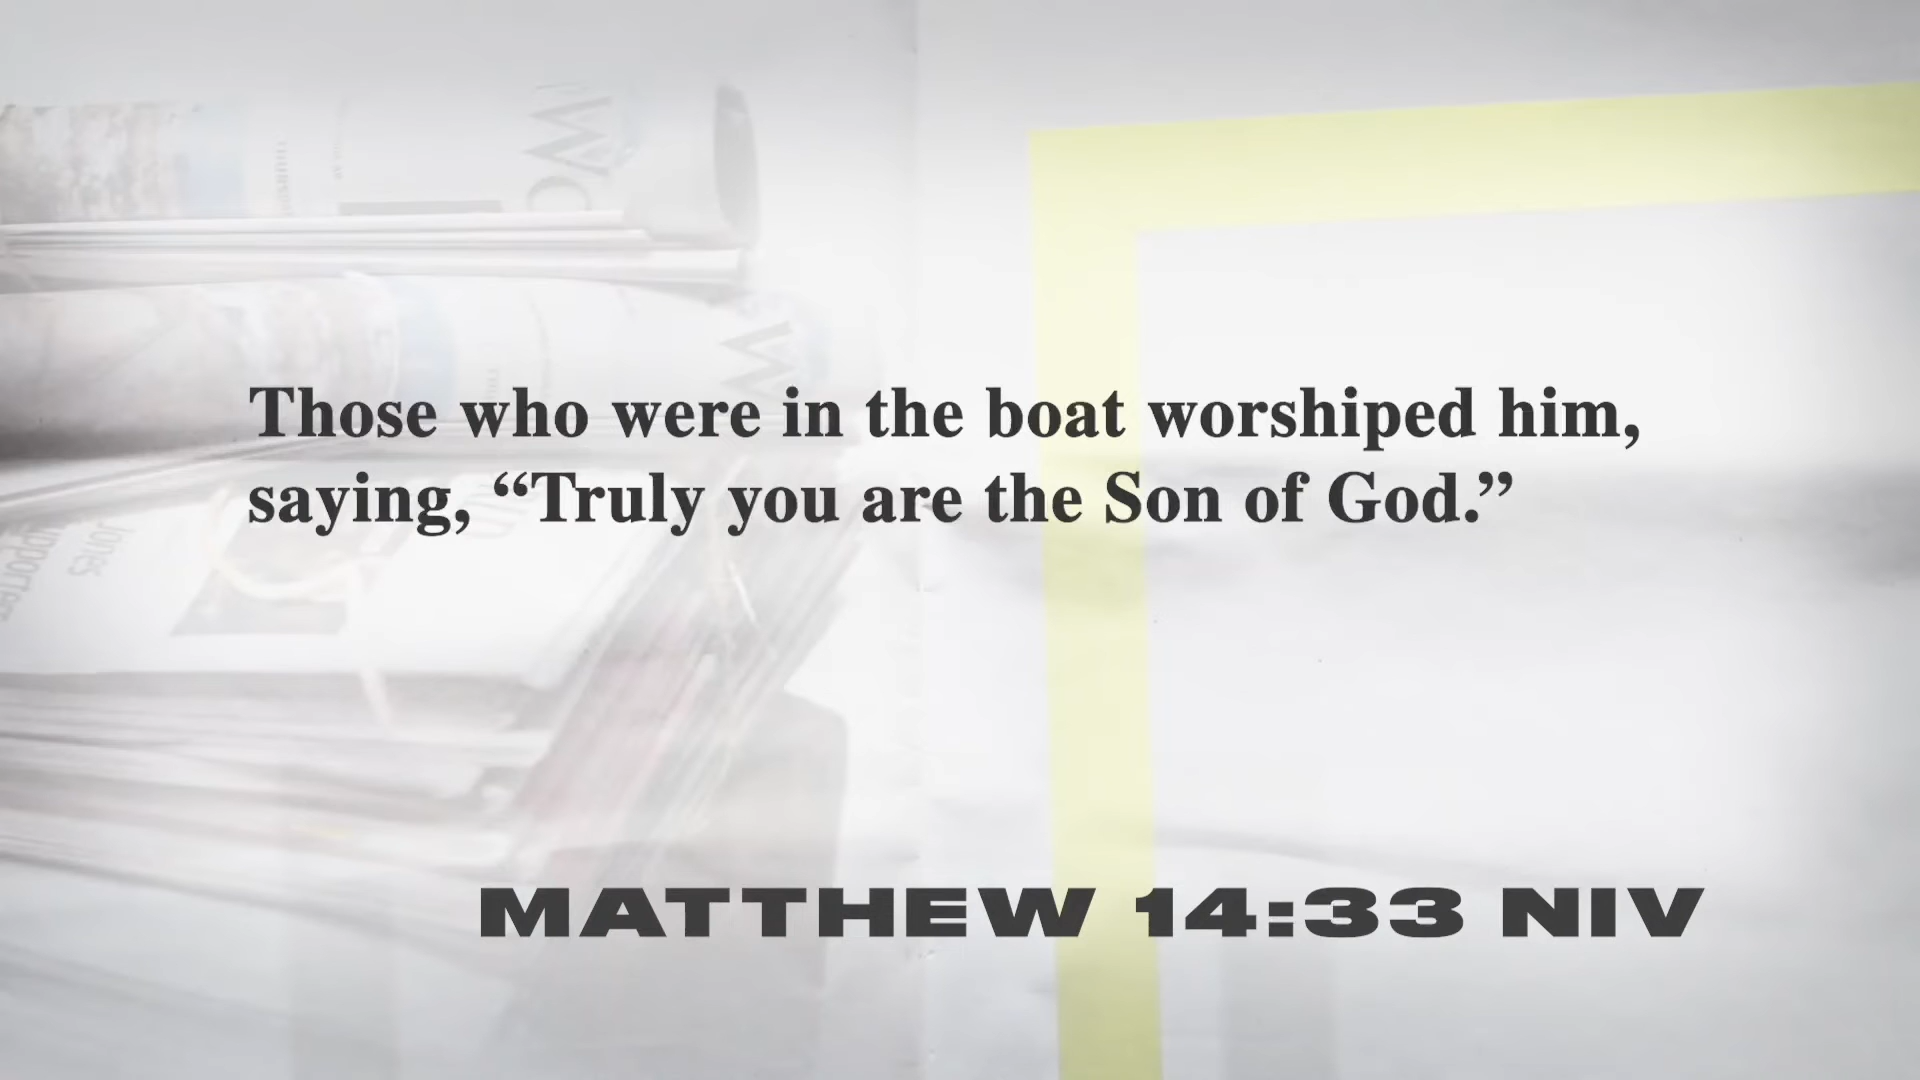 Those who were in the boat worshiped him,
saying, “Truly you are the Son of God.”
MATTHEW 14:33 NIV